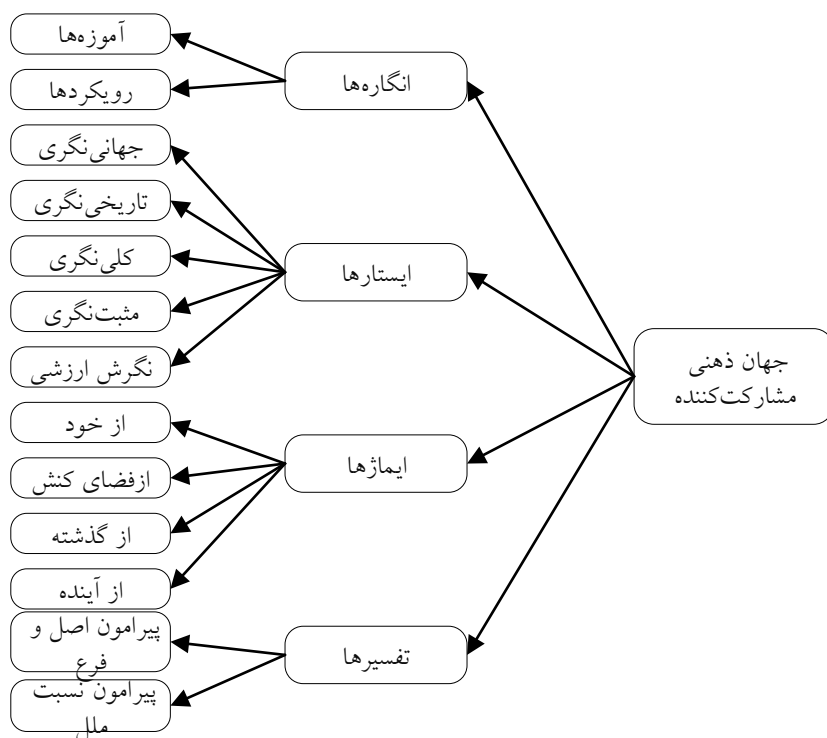 جهان ذهنی
مشارکت‌کننده
انگاره‌ها
آموزه‌ها
رویکردها
ایستارها
جهانی‌نگری
تاریخی‌نگری
کلی‌نگری
مثبت‌نگری
نگرش ارزشی
ایماژها
از خود
ازفضای کنش
از گذشته
از آینده
تفسیرها
پیرامون اصل و
فرع
پیرامون نسبت
ملل